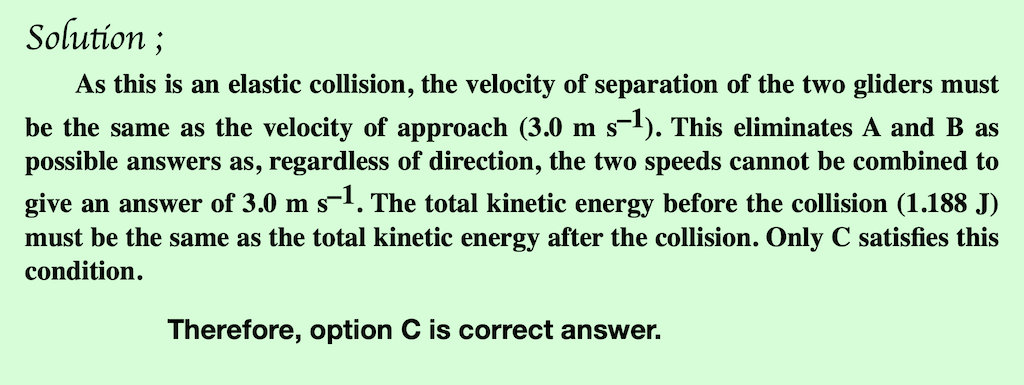 Solution ;
As this is an elastic collision, the velocity of separation of the two gliders must
be the same as the velocity of approach (3.0 m s⁻¹). This eliminates A and B as
possible answers as, regardless of direction, the two speeds cannot be combined to
give an answer of 3.0 m s⁻¹. The total kinetic energy before the collision (1.188 J)
must be the same as the total kinetic energy after the collision. Only C satisfies this
condition.
Therefore, option C is correct answer.